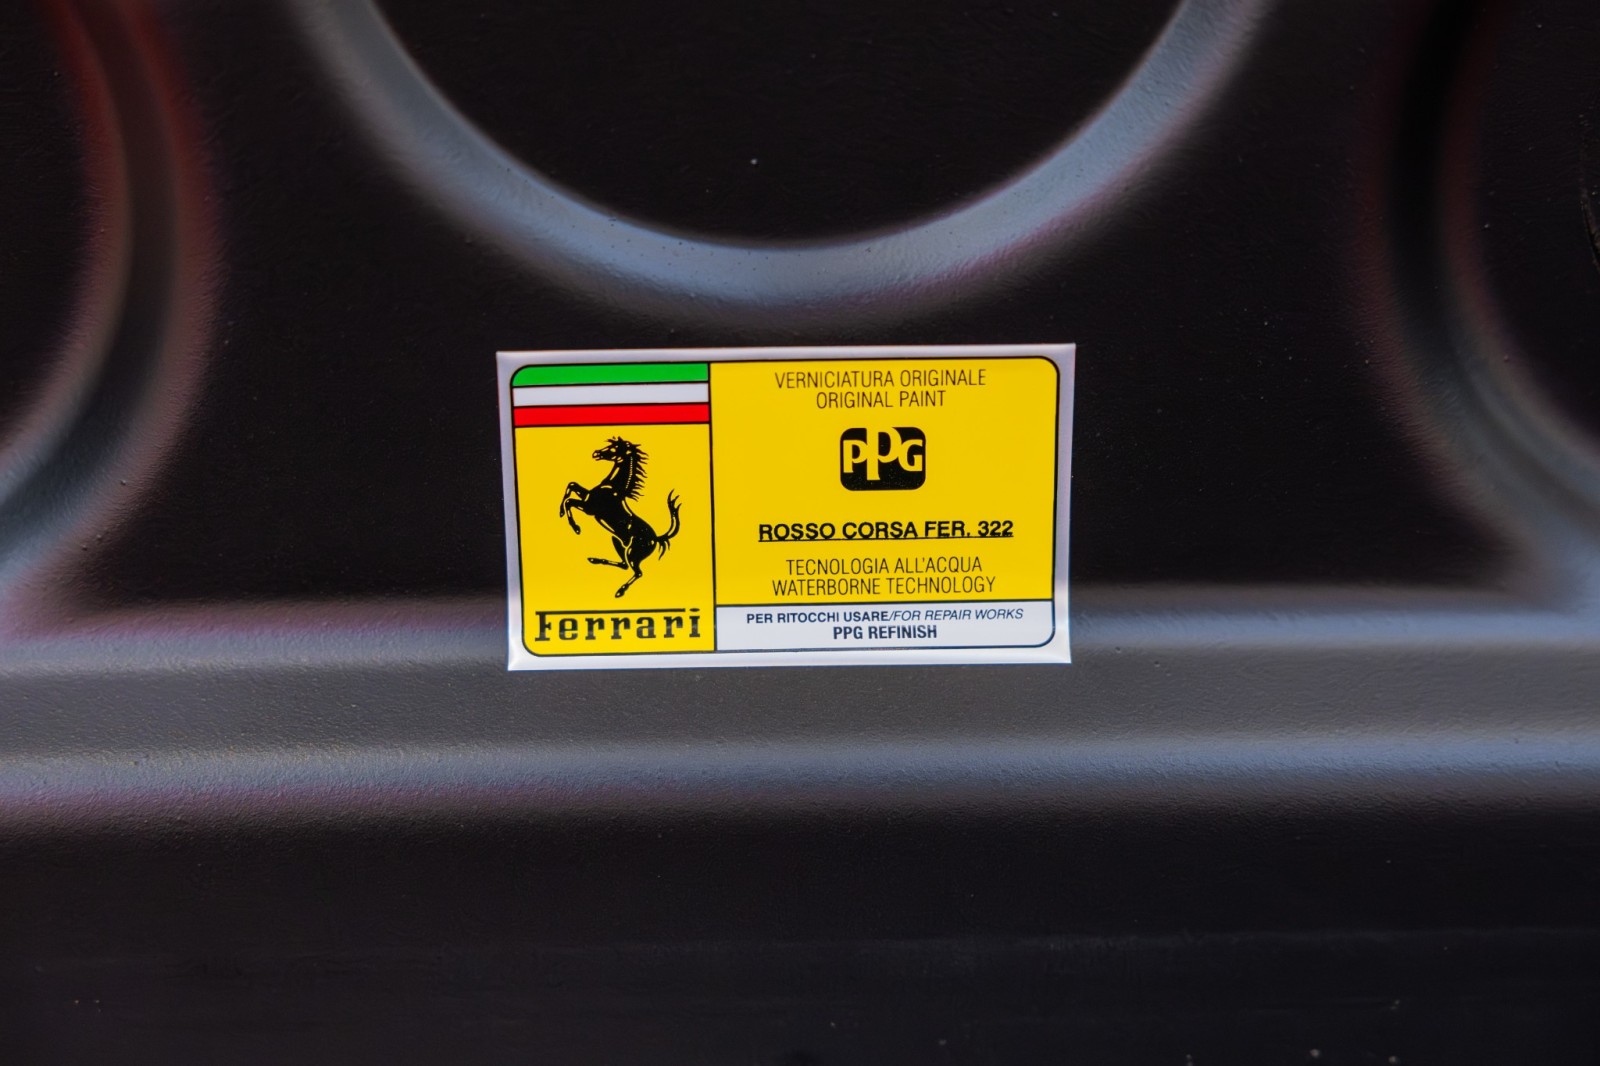 VERNICIATURA ORIGINALE
ORIGINAL PAINT
PPG
ROSSO CORSA FER. 322
TECNOLOGIA ALL'ACQUA
WATERBORNE TECHNOLOGY
PER RITOCCHI USARE/FOR REPAIR WORKS
PPG REFINISH
Ferrari